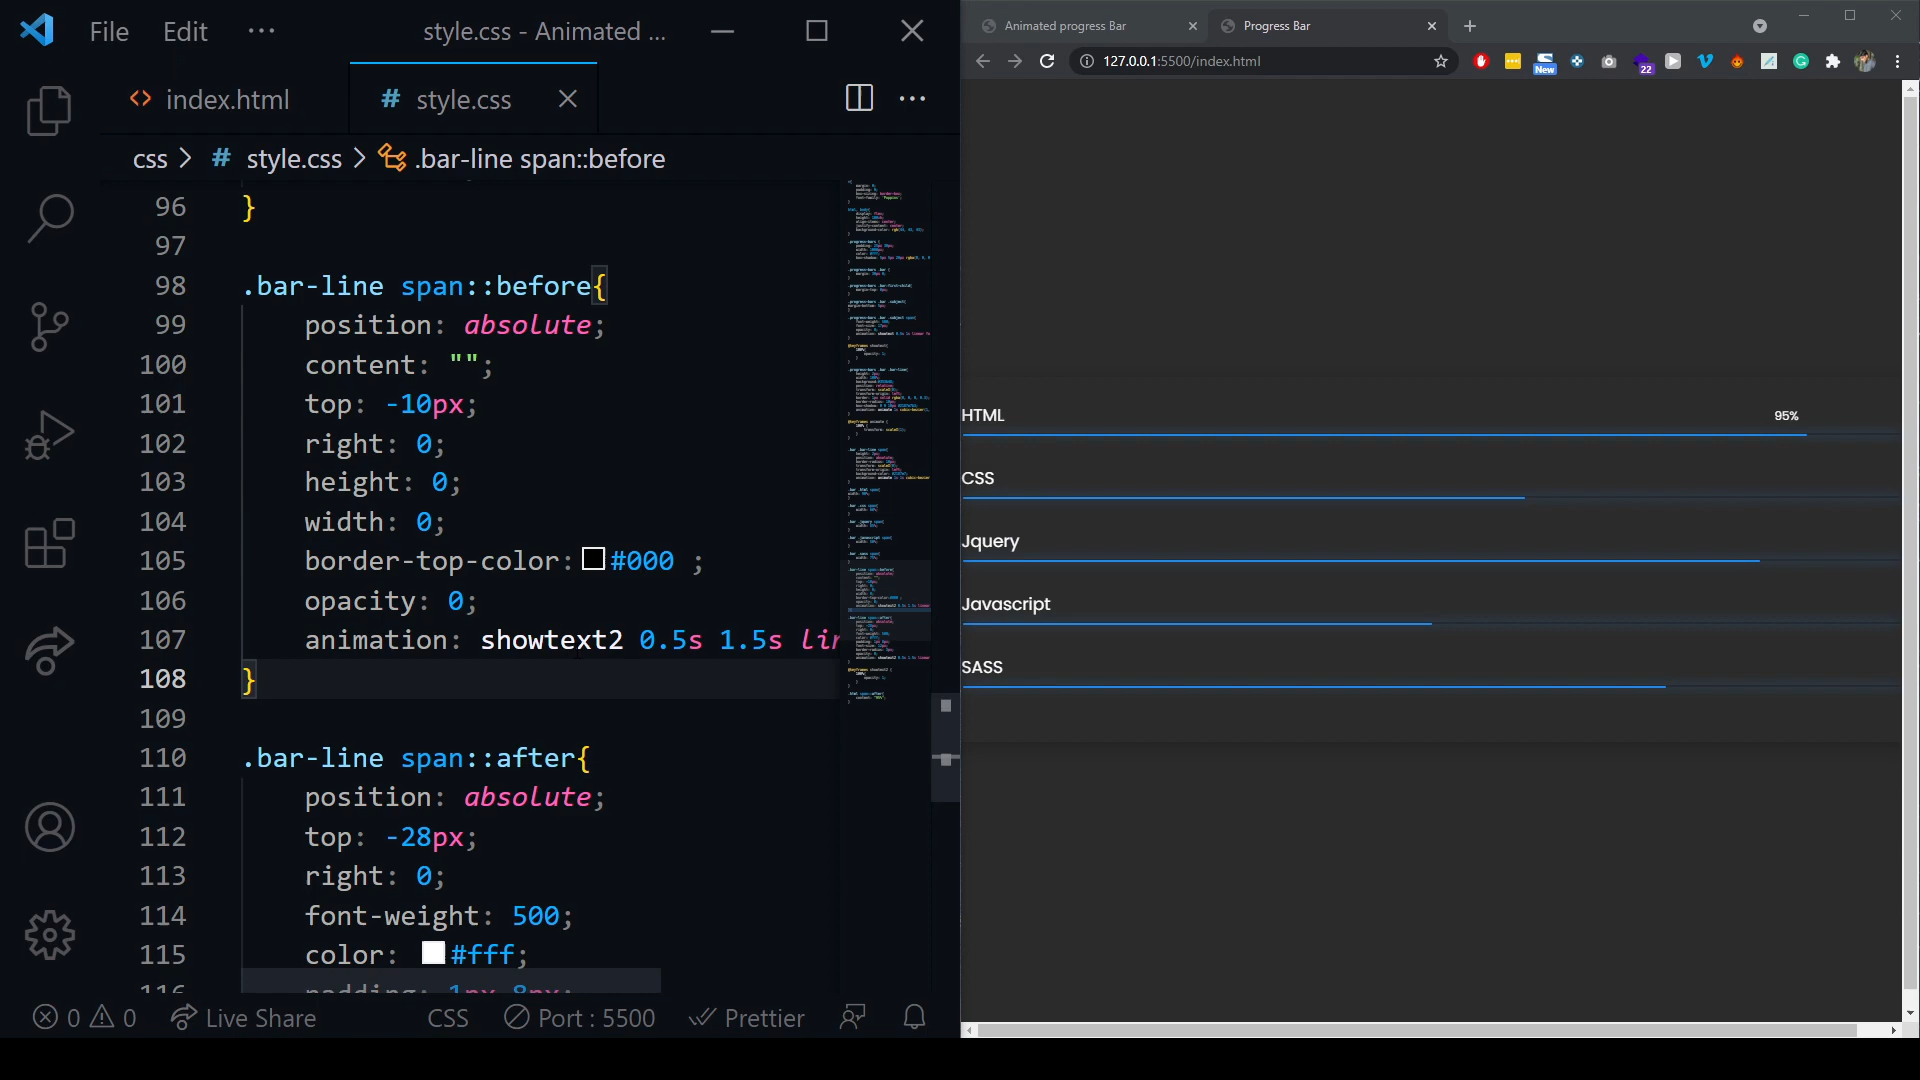 File Edit ··· style.css - Animated ...
index.html # style.css
css > # style.css > .bar-line span::before
96 }
97
98 .bar-line span::before{
99 position: absolute;
100 content: "";
101 top: -10px;
102 right: 0;
103 height: 0;
104 width: 0;
105 border-top-color: #000 ;
106 opacity: 0;
107 animation: showtext2 0.5s 1.5s lin
108 }
109
110 .bar-line span::after{
111 position: absolute;
112 top: -28px;
113 right: 0;
114 font-weight: 500;
115 color: #fff;
116 padding: 1px 8px;
0 0 Live Share CSS Port : 5500 Prettier
Animated progress Bar Progress Bar
127.0.0.1:5500/index.html New 22
HTML 95%
CSS
Jquery
Javascript
SASS